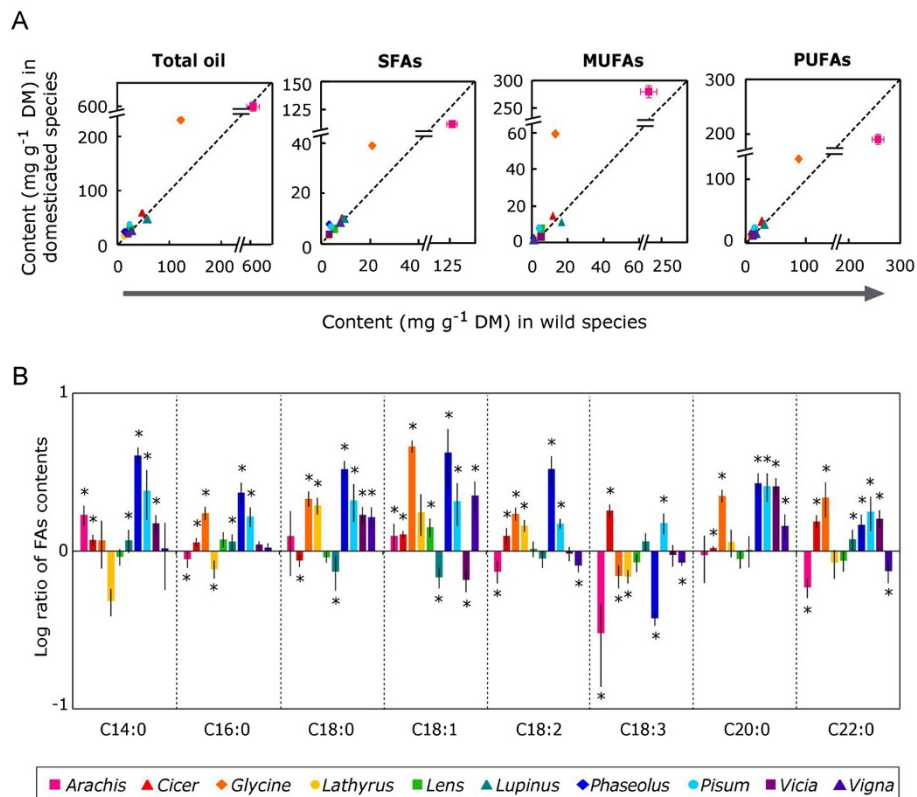 A
Total oil
SFAs
MUFAs
PUFAs
Content (mg g-1 DM) in
domesticated species
600
200
100
0
0 100 200 600
150
125
40
20
0
0 20 40 125
300
250
60
40
20
0
0 20 40 60 250
300
200
100
0
0 100 200 300
Content (mg g-1 DM) in wild species
B
Log ratio of FAs contents
1
0
-1
* * * * * *
* * * * * * *
* * * * * * * *
* * * * * * * * *
* * * * * * *
* * * * * * *
* * * * * *
* * * * * * * *
C14:0 C16:0 C18:0 C18:1 C18:2 C18:3 C20:0 C22:0
Arachis Cicer Glycine Lathyrus Lens Lupinus Phaseolus Pisum Vicia Vigna